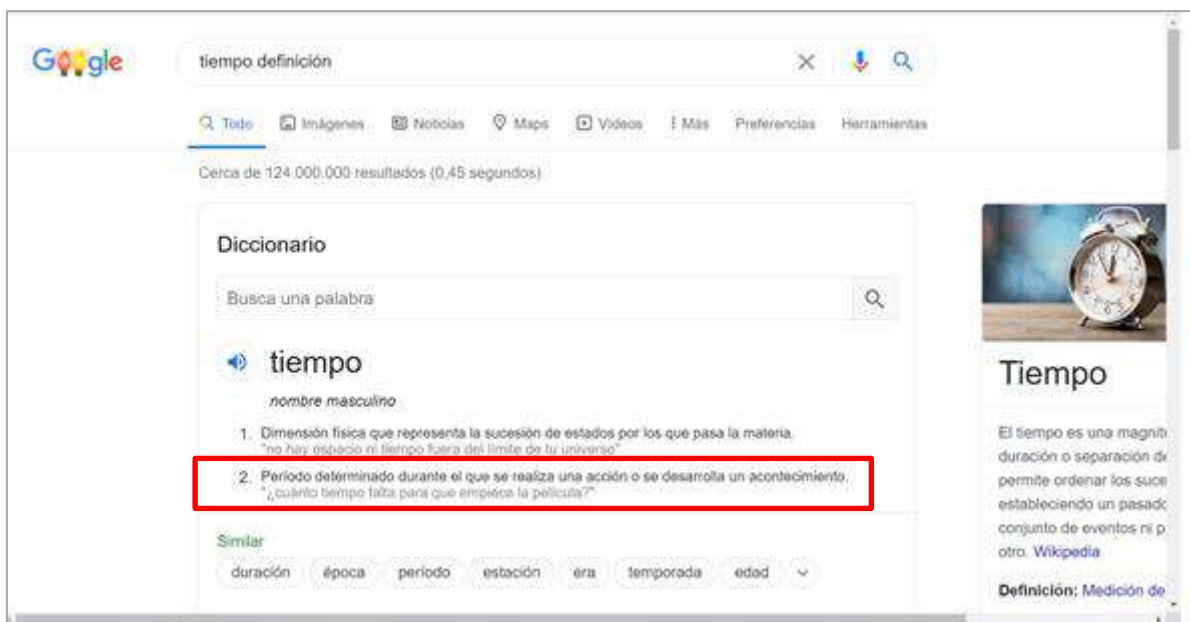 Google
tiempo definición
Todo Imágenes Noticias Maps Vídeos Más Preferencias Herramientas
Cerca de 124.000.000 resultados (0,45 segundos)
Diccionario
Busca una palabra
tiempo
nombre masculino
1. Dimensión física que representa la sucesión de estados por los que pasa la materia.
"no hay espacio ni tiempo fuera del límite de tu universo"
2. Período determinado durante el que se realiza una acción o se desarrolla un acontecimiento.
"¿cuánto tiempo falta para que empiece la película?"
Similar
duración época período estación era temporada edad
Tiempo
El tiempo es una magnit
duración o separación de
permite ordenar los suce
estableciendo un pasado
conjunto de eventos ni p
otro. Wikipedia
Definición: Medición de